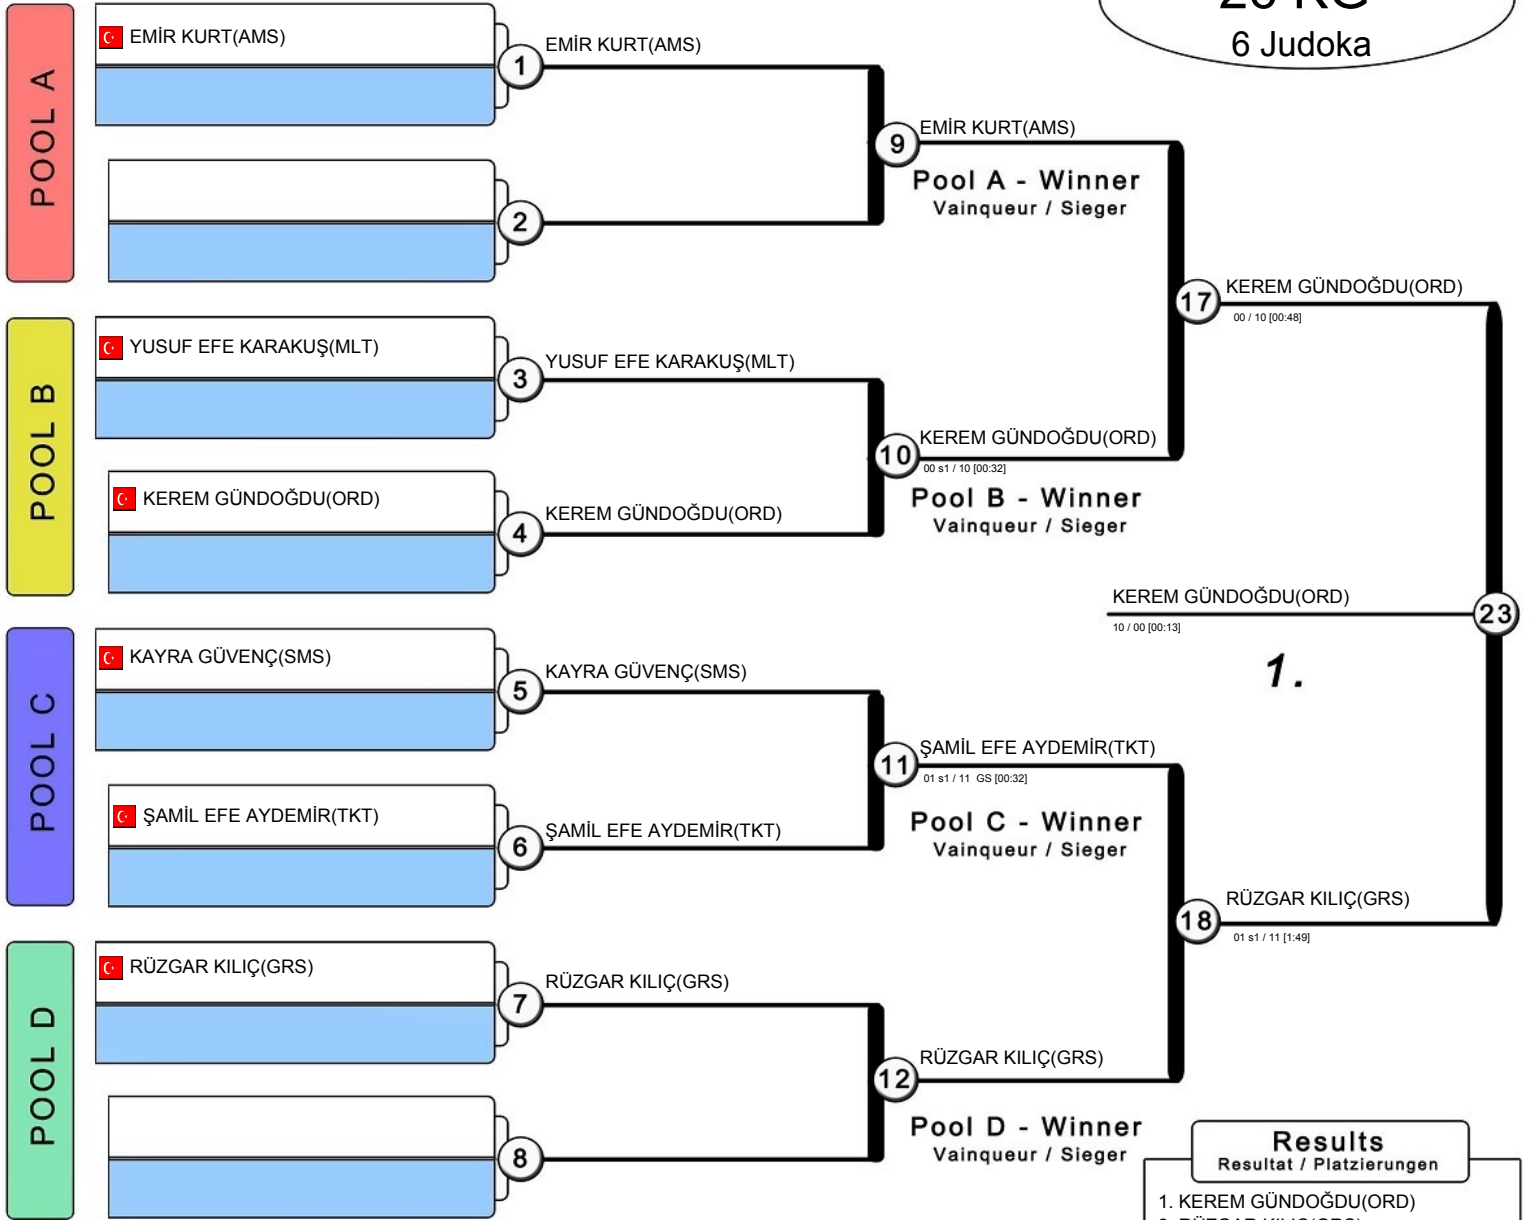 KG
6 Judoka
POOL A
EMİR KURT(AMS)
1
EMİR KURT(AMS)
2
9
EMİR KURT(AMS)
Pool A - Winner
Vainqueur / Sieger
POOL B
YUSUF EFE KARAKUŞ(MLT)
3
YUSUF EFE KARAKUŞ(MLT)
KEREM GÜNDOĞDU(ORD)
4
KEREM GÜNDOĞDU(ORD)
10
KEREM GÜNDOĞDU(ORD)
00 s1 / 10 [00:32]
Pool B - Winner
Vainqueur / Sieger
17
KEREM GÜNDOĞDU(ORD)
00 / 10 [00:48]
KEREM GÜNDOĞDU(ORD)
10 / 00 [00:13]
23
1.
POOL C
KAYRA GÜVENÇ(SMS)
5
KAYRA GÜVENÇ(SMS)
ŞAMİL EFE AYDEMİR(TKT)
6
ŞAMİL EFE AYDEMİR(TKT)
11
ŞAMİL EFE AYDEMİR(TKT)
01 s1 / 11 GS [00:32]
Pool C - Winner
Vainqueur / Sieger
18
RÜZGAR KILIÇ(GRS)
01 s1 / 11 [1:49]
POOL D
RÜZGAR KILIÇ(GRS)
7
RÜZGAR KILIÇ(GRS)
8
12
RÜZGAR KILIÇ(GRS)
Pool D - Winner
Vainqueur / Sieger
Results
Resultat / Platzierungen
1. KEREM GÜNDOĞDU(ORD)